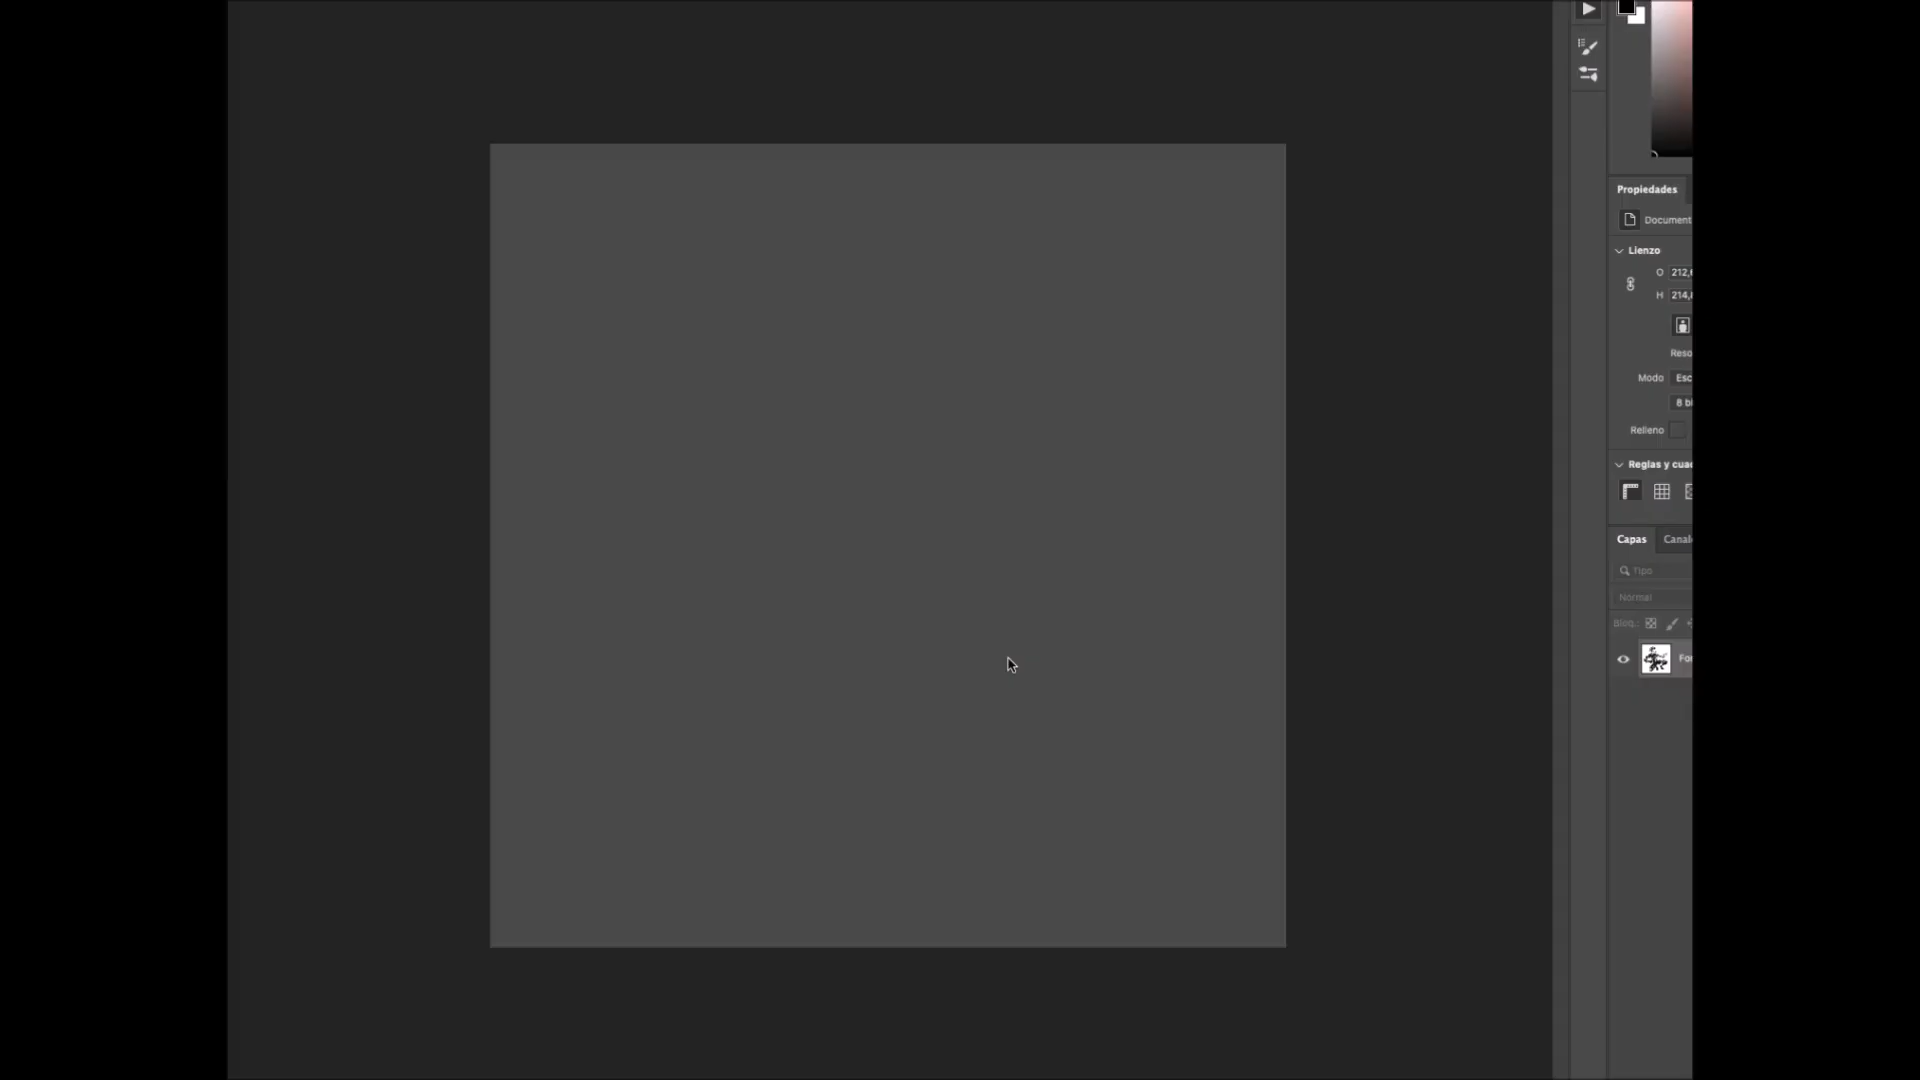 Propiedades
Document
Lienzo
O 212,
H 214,
Reso
Modo Esc
8 bi
Relleno
Reglas y cua
Capas Canal
Tipo
Normal
Bloq.:
Fo